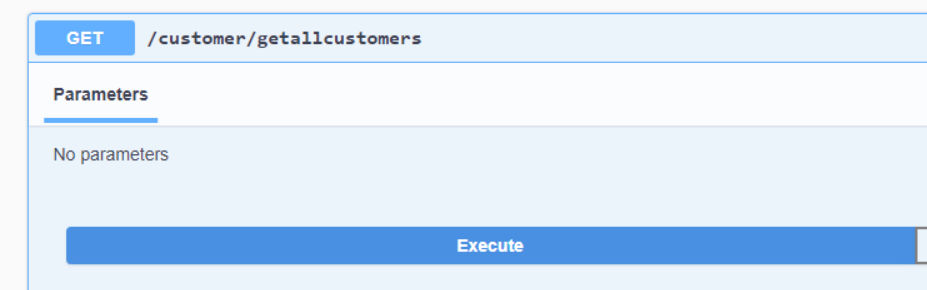 GET /customer/getallcustomers
Parameters
No parameters
Execute